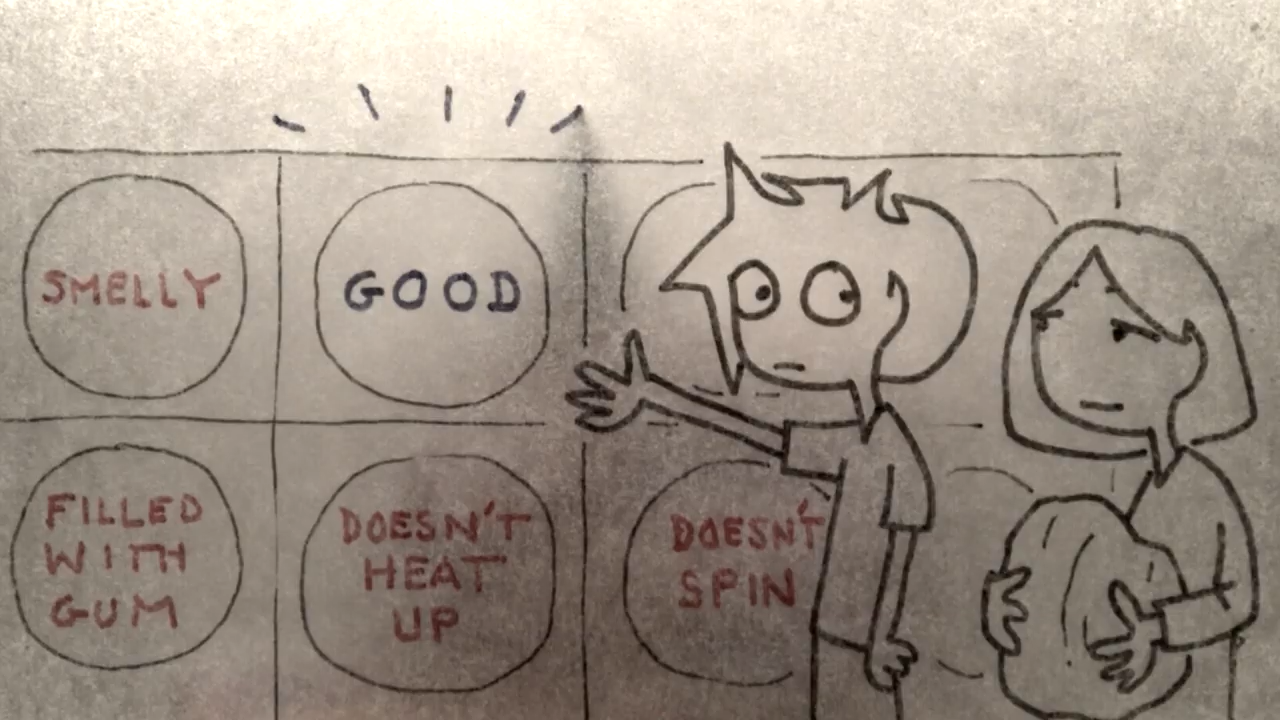 SMELLY
GOOD
FILLED
WITH
GUM
DOESN'T
HEAT
UP
DOESN'T
SPIN